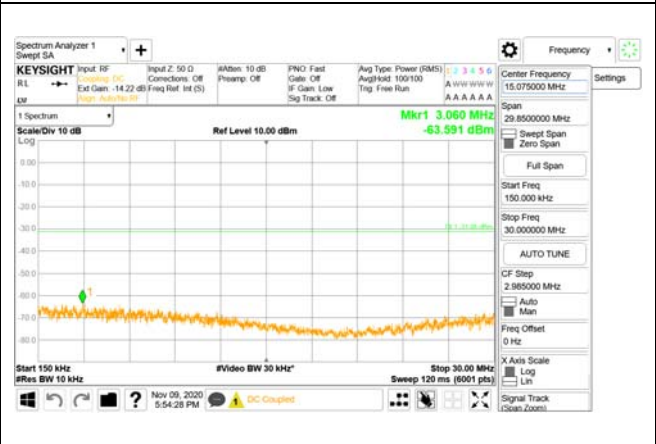 Spectrum Analyzer 1
Swept SA
Frequency
KEYSIGHT
RL
Input: RF
Coupling: DC
Ext Gain: -14.22 dB
Align: Auto/No RF
Input Z: 50 Ω
Corrections: Off
Freq Ref: Int (S)
#Atten: 10 dB
Preamp: Off
PNO: Fast
Gate: Off
IF Gain: Low
Sig Track: Off
Avg Type: Power (RMS)
Avg|Hold: 100/100
Trig: Free Run
1 2 3 4 5 6
A W W W W W
A A A A A A
1 Spectrum
Scale/Div 10 dB
Log
Ref Level 10.00 dBm
Mkr1 3.060 MHz
-63.591 dBm
0.00
-10.0
-20.0
-30.0
-40.0
-50.0
-60.0
-70.0
-80.0
1
Start 150 kHz
#Res BW 10 kHz
#Video BW 30 kHz*
Stop 30.00 MHz
Sweep 120 ms (6001 pts)
Nov 09, 2020
5:54:28 PM
DC Coupled
Center Frequency
15.075000 MHz
Settings
Span
29.8500000 MHz
Swept Span
Zero Span
Full Span
Start Freq
150.000 kHz
Stop Freq
30.000000 MHz
AUTO TUNE
CF Step
2.985000 MHz
Auto
Man
Freq Offset
0 Hz
X Axis Scale
Log
Lin
Signal Track
(Span Zoom)